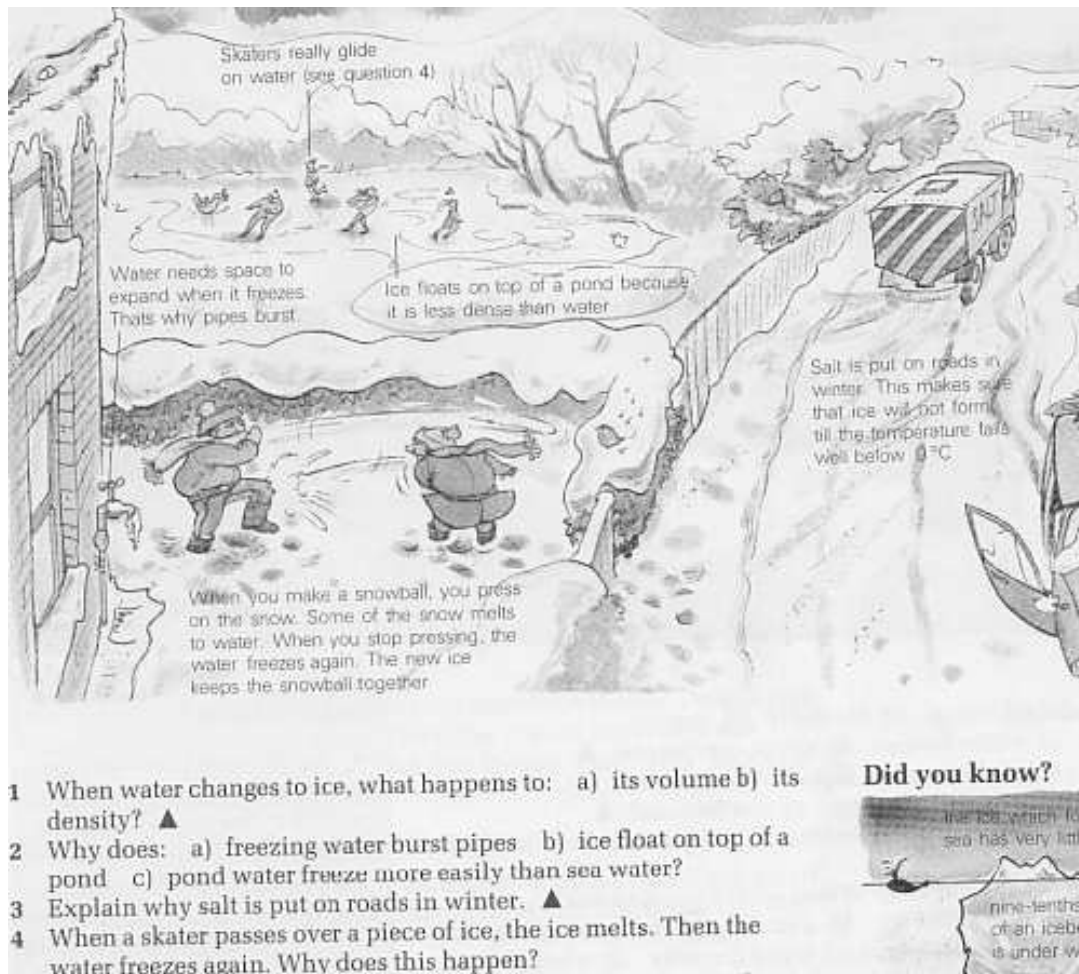 Skaters really glide
on water (see question 4)
Water needs space to
expand when it freezes.
Thats why pipes burst.
Ice floats on top of a pond because
it is less dense than water
Salt is put on roads in
winter. This makes sure
that ice will not form
till the temperature falls
well below 0°C
When you make a snowball, you press
on the snow. Some of the snow melts
to water. When you stop pressing, the
water freezes again. The new ice
keeps the snowball together
1 When water changes to ice, what happens to: a) its volume b) its
density? ▲
2 Why does: a) freezing water burst pipes b) ice float on top of a
pond c) pond water freeze more easily than sea water?
3 Explain why salt is put on roads in winter. ▲
4 When a skater passes over a piece of ice, the ice melts. Then the
water freezes again. Why does this happen?
Did you know?
the ice which
sea has very
nine-tenths
of an
is under